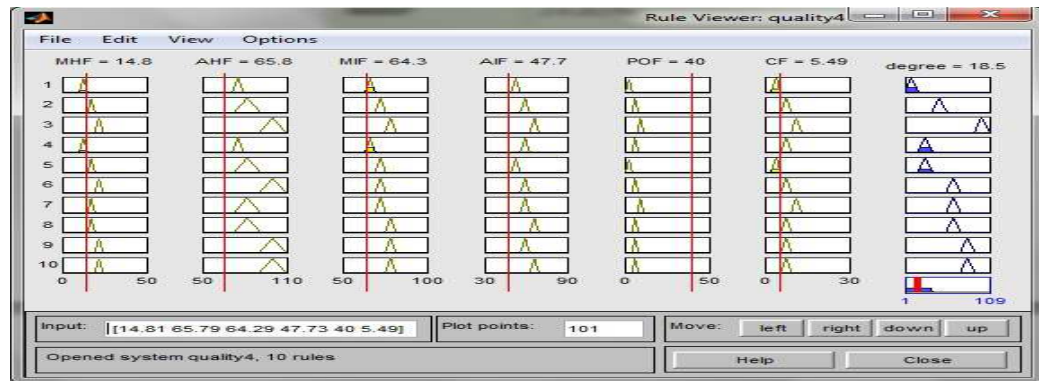 Rule Viewer: quality4
File Edit View Options
MHF = 14.8 AHF = 65.8 MIF = 64.3 AIF = 47.7 POF = 40 CF = 5.49 degree = 18.5
1
2
3
4
5
6
7
8
9
10
0 50 50 110 50 100 30 90 0 50 0 30
1 109
Input: [14.81 65.79 64.29 47.73 40 5.49] Plot points: 101 Move: left right down up
Opened system quality4, 10 rules Help Close